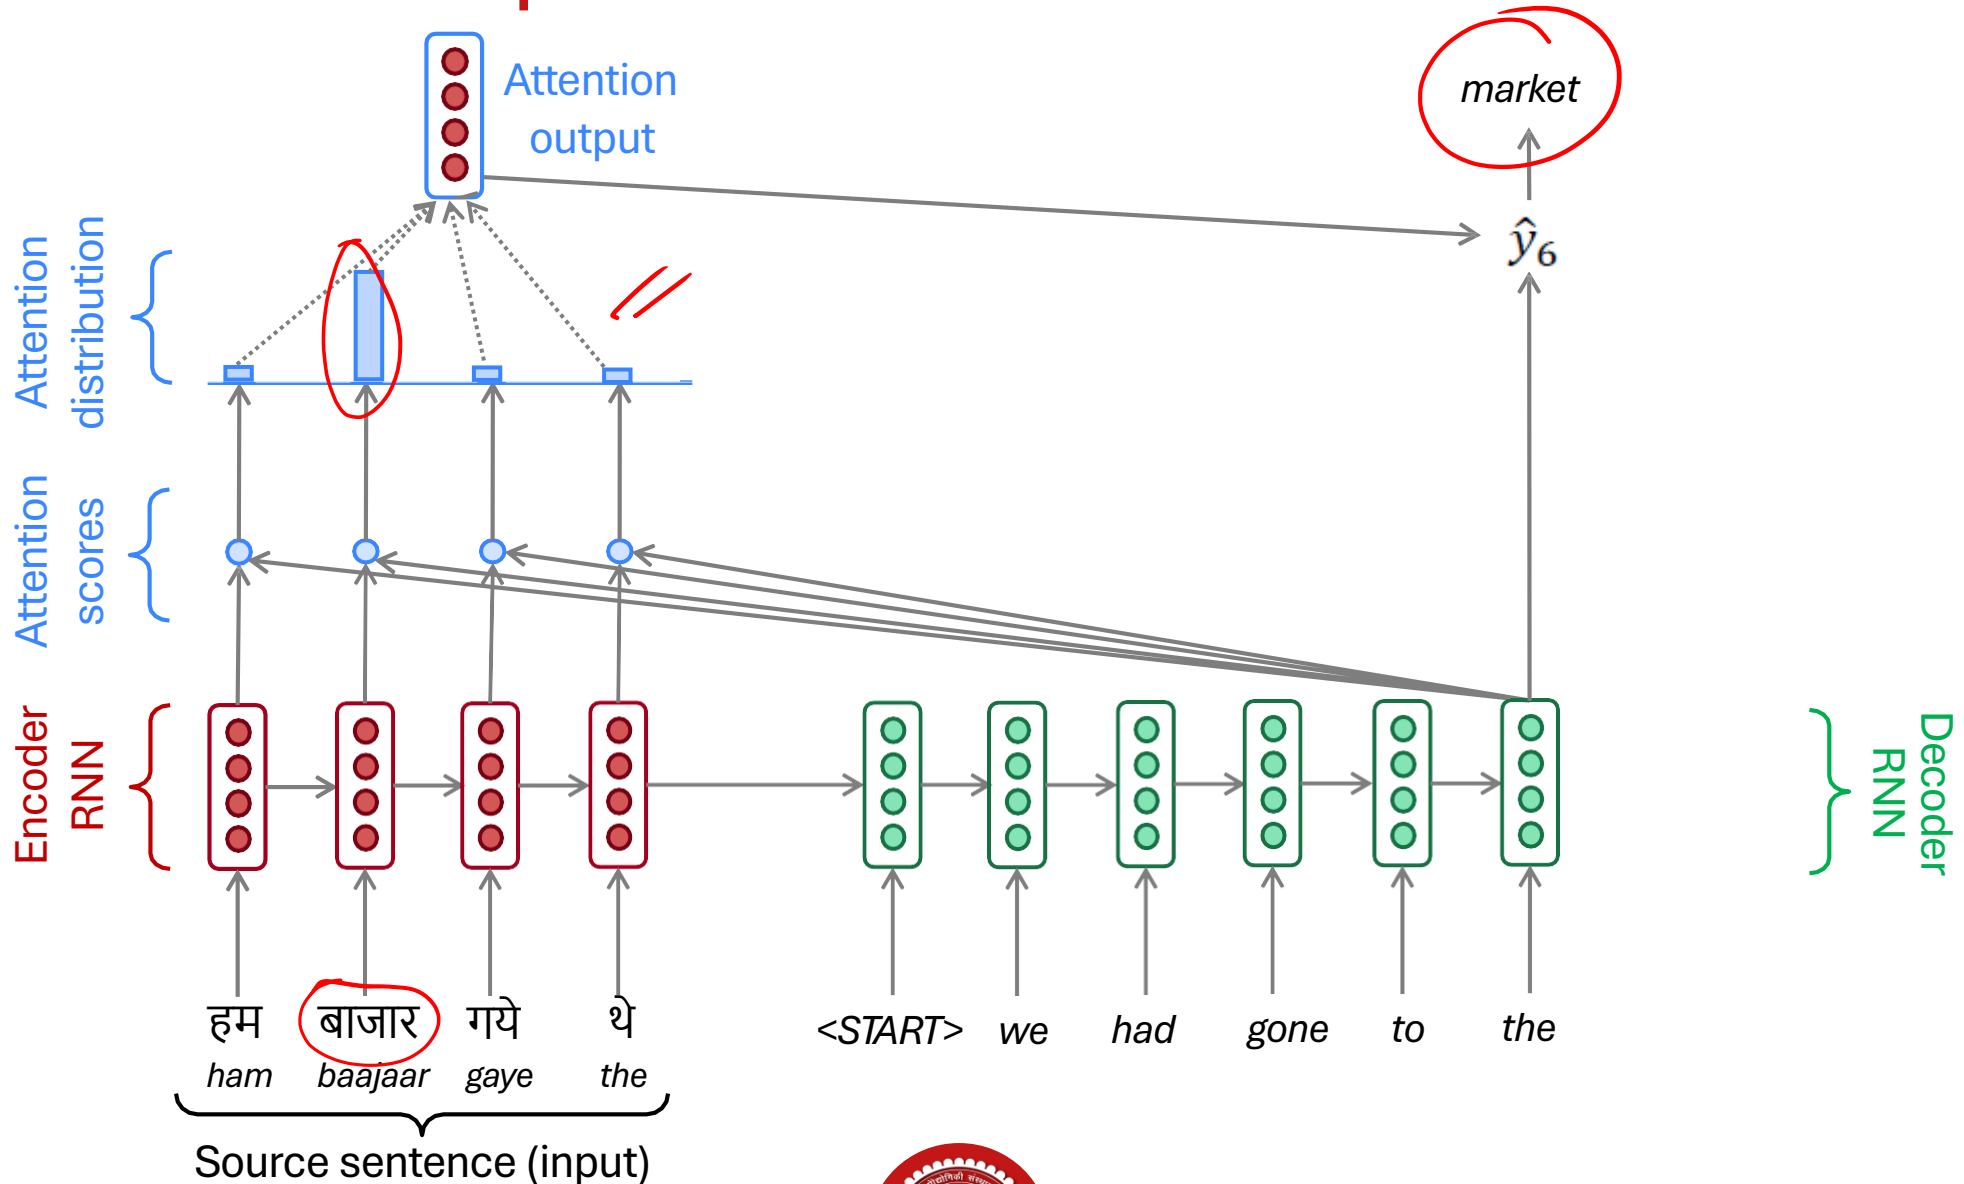 Attention
output
market
Attention
distribution
ŷ6
Attention
scores
Encoder
RNN
Decoder
RNN
हम बाजार गये थे
ham baajaar gaye the
<START> we had gone to the
Source sentence (input)